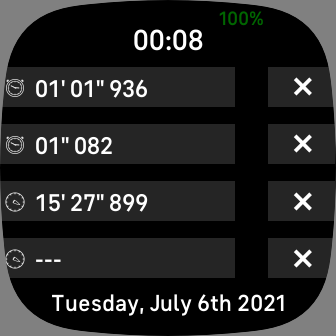 100%
00:08
01' 01" 936 ×
01" 082 ×
15' 27" 899 ×
--- ×
Tuesday, July 6th 2021